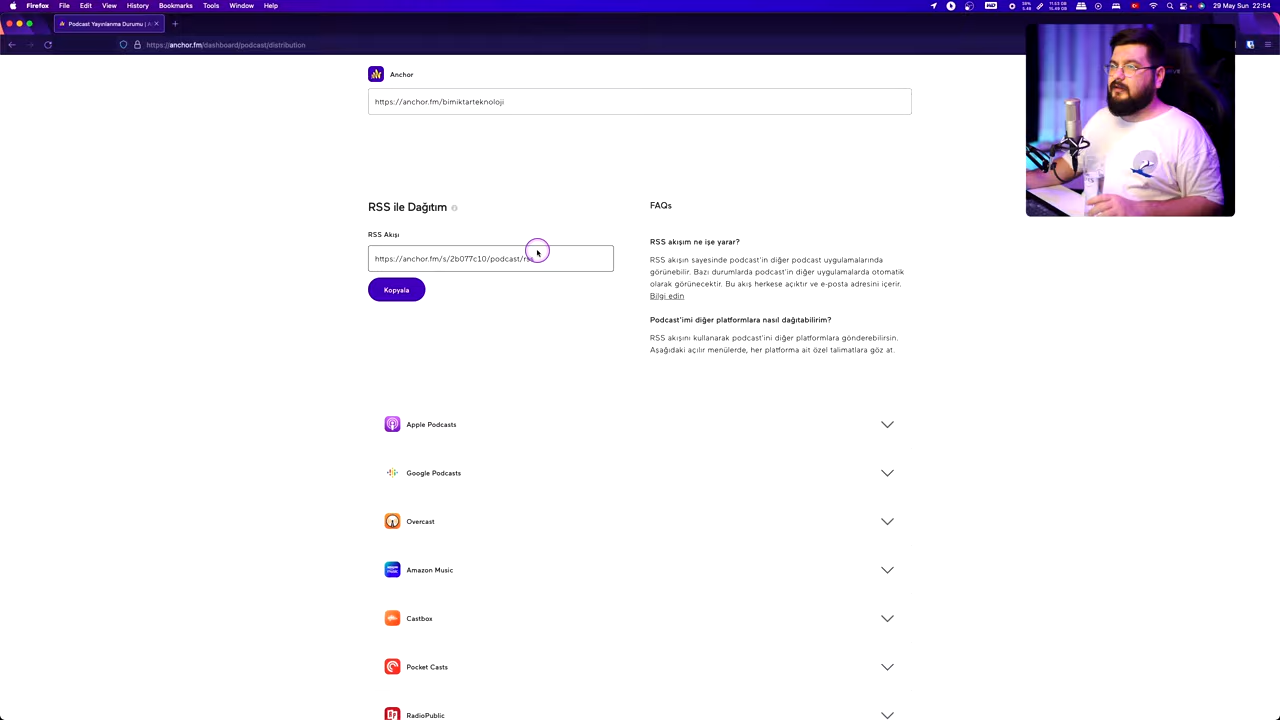 Firefox File Edit View History Bookmarks Tools Window Help
29 May Sun 22:54
Podcast Yayınlanma Durumu |
https://anchor.fm/dashboard/podcast/distribution
Anchor
https://anchor.fm/bimiktarteknoloji
RSS ile Dağıtım
RSS Akışı
https://anchor.fm/s/2b077c10/podcast/rss
Kopyala
FAQs
RSS akışım ne işe yarar?
RSS akışın sayesinde podcast'in diğer podcast uygulamalarında
görünebilir. Bazı durumlarda podcast'in diğer uygulamalarda otomatik
olarak görünecektir. Bu akış herkese açıktır ve e-posta adresini içerir.
Bilgi edin
Podcast'imi diğer platformlara nasıl dağıtabilirim?
RSS akışını kullanarak podcast'ini diğer platformlara gönderebilirsin.
Aşağıdaki açılır menülerde, her platforma ait özel talimatlara göz at.
Apple Podcasts
Google Podcasts
Overcast
Amazon Music
Castbox
Pocket Casts
RadioPublic